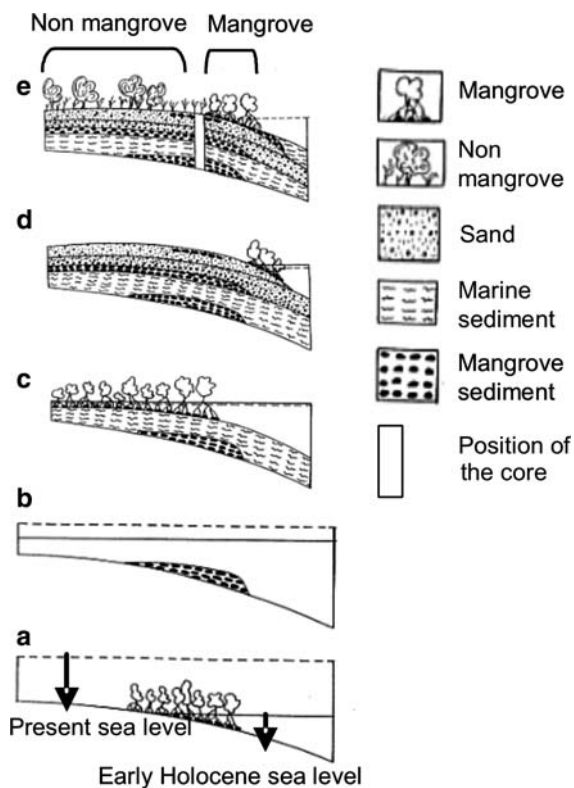 Non mangrove
Mangrove
e
d
c
b
a
Present sea level
Early Holocene sea level
Mangrove
Non
mangrove
Sand
Marine
sediment
Mangrove
sediment
Position of
the core